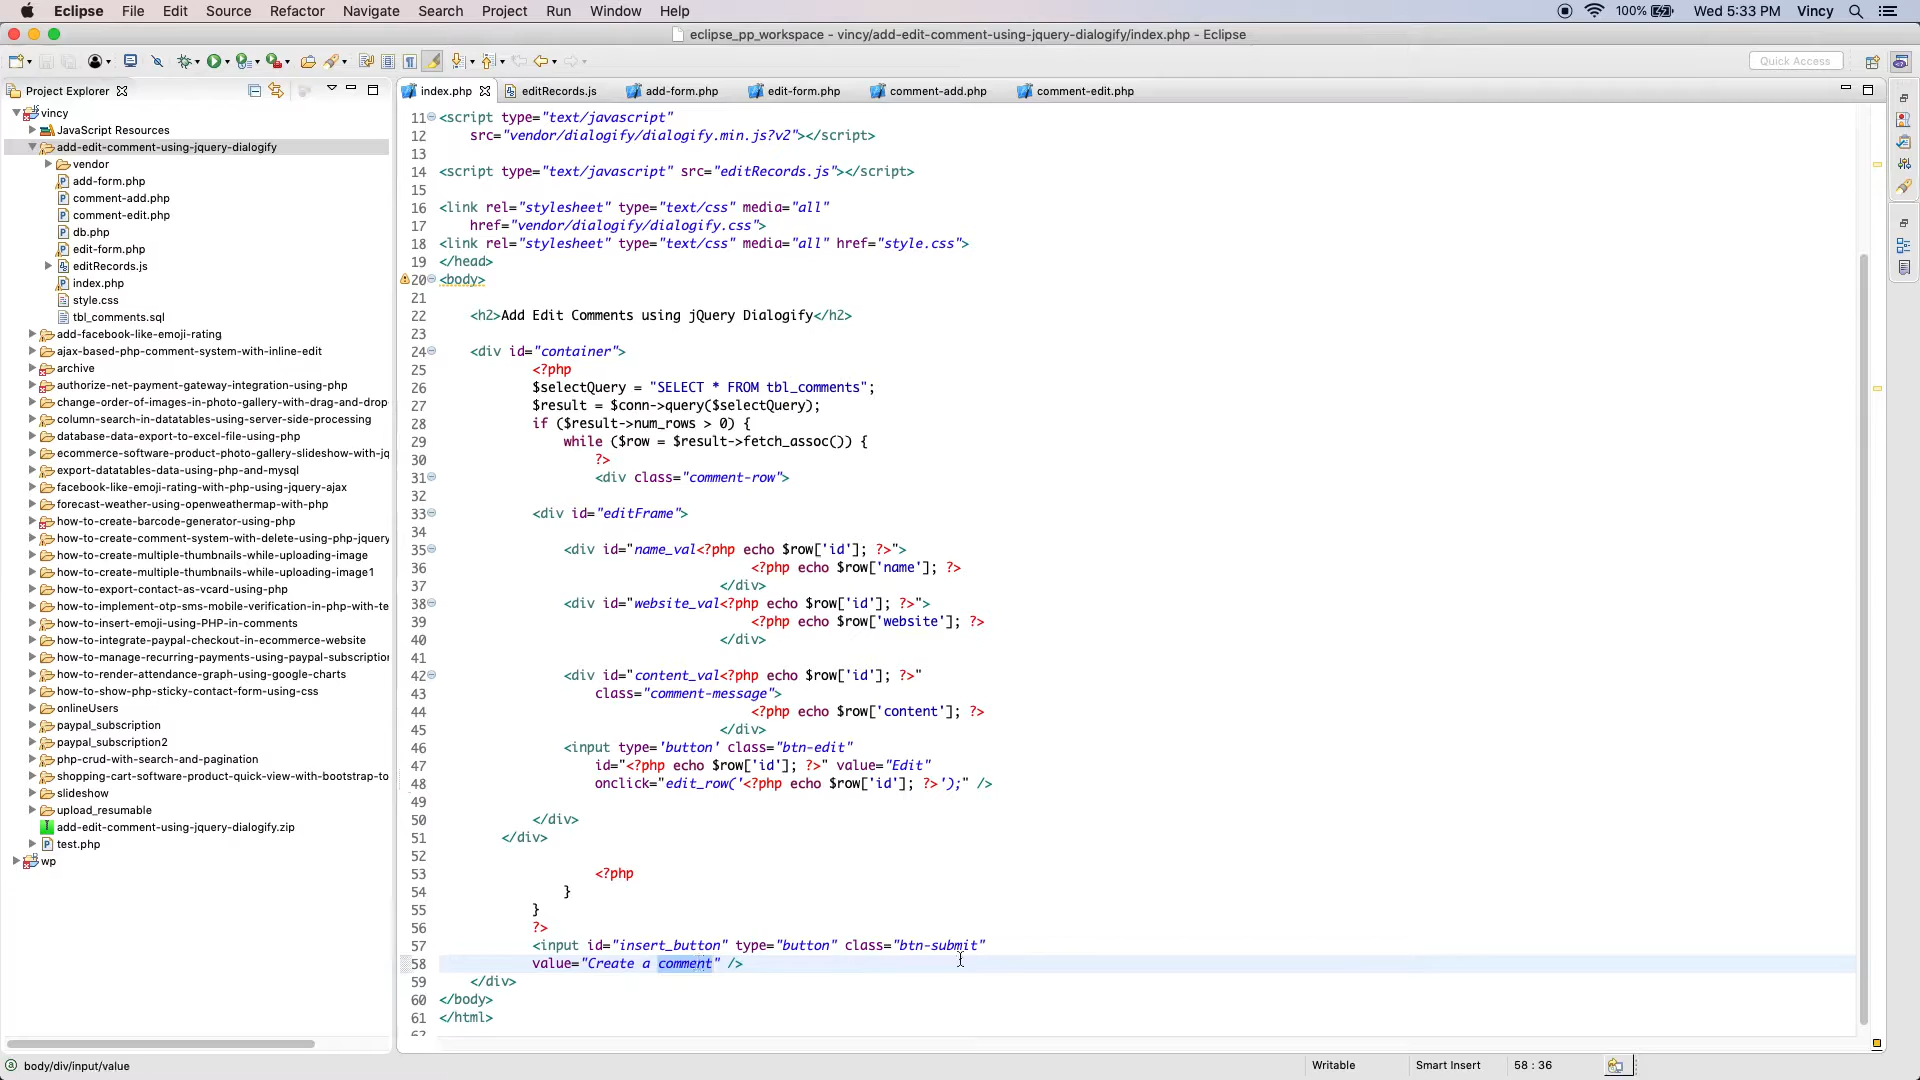 Eclipse File Edit Source Refactor Navigate Search Project Run Window Help
100% Wed 5:33 PM Vincy
eclipse_pp_workspace - vincy/add-edit-comment-using-jquery-dialogify/index.php - Eclipse
Quick Access
Project Explorer
index.php editRecords.js add-form.php edit-form.php comment-add.php comment-edit.php
vincy
JavaScript Resources
add-edit-comment-using-jquery-dialogify
vendor
add-form.php
comment-add.php
comment-edit.php
db.php
edit-form.php
editRecords.js
index.php
style.css
tbl_comments.sql
add-facebook-like-emoji-rating
ajax-based-php-comment-system-with-inline-edit
archive
authorize-net-payment-gateway-integration-using-php
change-order-of-images-in-photo-gallery-with-drag-and-drop
column-search-in-datatables-using-server-side-processing
database-data-export-to-excel-file-using-php
ecommerce-software-product-photo-gallery-slideshow-with-jq
export-datatables-data-using-php-and-mysql
facebook-like-emoji-rating-with-php-using-jquery-ajax
forecast-weather-using-openweathermap-with-php
how-to-create-barcode-generator-using-php
how-to-create-comment-system-with-delete-using-php-jquery
how-to-create-multiple-thumbnails-while-uploading-image
how-to-create-multiple-thumbnails-while-uploading-image1
how-to-export-contact-as-vcard-using-php
how-to-implement-otp-sms-mobile-verification-in-php-with-te
how-to-insert-emoji-using-PHP-in-comments
how-to-integrate-paypal-checkout-in-ecommerce-website
how-to-manage-recurring-payments-using-paypal-subscription
how-to-render-attendance-graph-using-google-charts
how-to-show-php-sticky-contact-form-using-css
onlineUsers
paypal_subscription
paypal_subscription2
php-crud-with-search-and-pagination
shopping-cart-software-product-quick-view-with-bootstrap-to
slideshow
upload_resumable
add-edit-comment-using-jquery-dialogify.zip
test.php
wp
11 <script type="text/javascript"
12 src="vendor/dialogify/dialogify.min.js?v2"></script>
13
14 <script type="text/javascript" src="editRecords.js"></script>
15
16 <link rel="stylesheet" type="text/css" media="all"
17 href="vendor/dialogify/dialogify.css">
18 <link rel="stylesheet" type="text/css" media="all" href="style.css">
19 </head>
20 <body>
21
22 <h2>Add Edit Comments using jQuery Dialogify</h2>
23
24 <div id="container">
25 <?php
26 $selectQuery = "SELECT * FROM tbl_comments";
27 $result = $conn->query($selectQuery);
28 if ($result->num_rows > 0) {
29 while ($row = $result->fetch_assoc()) {
30 ?>
31 <div class="comment-row">
32
33 <div id="editFrame">
34
35 <div id="name_val<?php echo $row['id']; ?>">
36 <?php echo $row['name']; ?>
37 </div>
38 <div id="website_val<?php echo $row['id']; ?>">
39 <?php echo $row['website']; ?>
40 </div>
41
42 <div id="content_val<?php echo $row['id']; ?>"
43 class="comment-message">
44 <?php echo $row['content']; ?>
45 </div>
46 <input type='button' class="btn-edit"
47 id="<?php echo $row['id']; ?>" value="Edit"
48 onclick="edit_row('<?php echo $row['id']; ?>');" />
49
50 </div>
51 </div>
52
53 <?php
54 }
55 }
56 ?>
57 <input id="insert_button" type="button" class="btn-submit"
58 value="Create a comment" />
59 </div>
60 </body>
61 </html>
62
body/div/input/value Writable Smart Insert 58 : 36